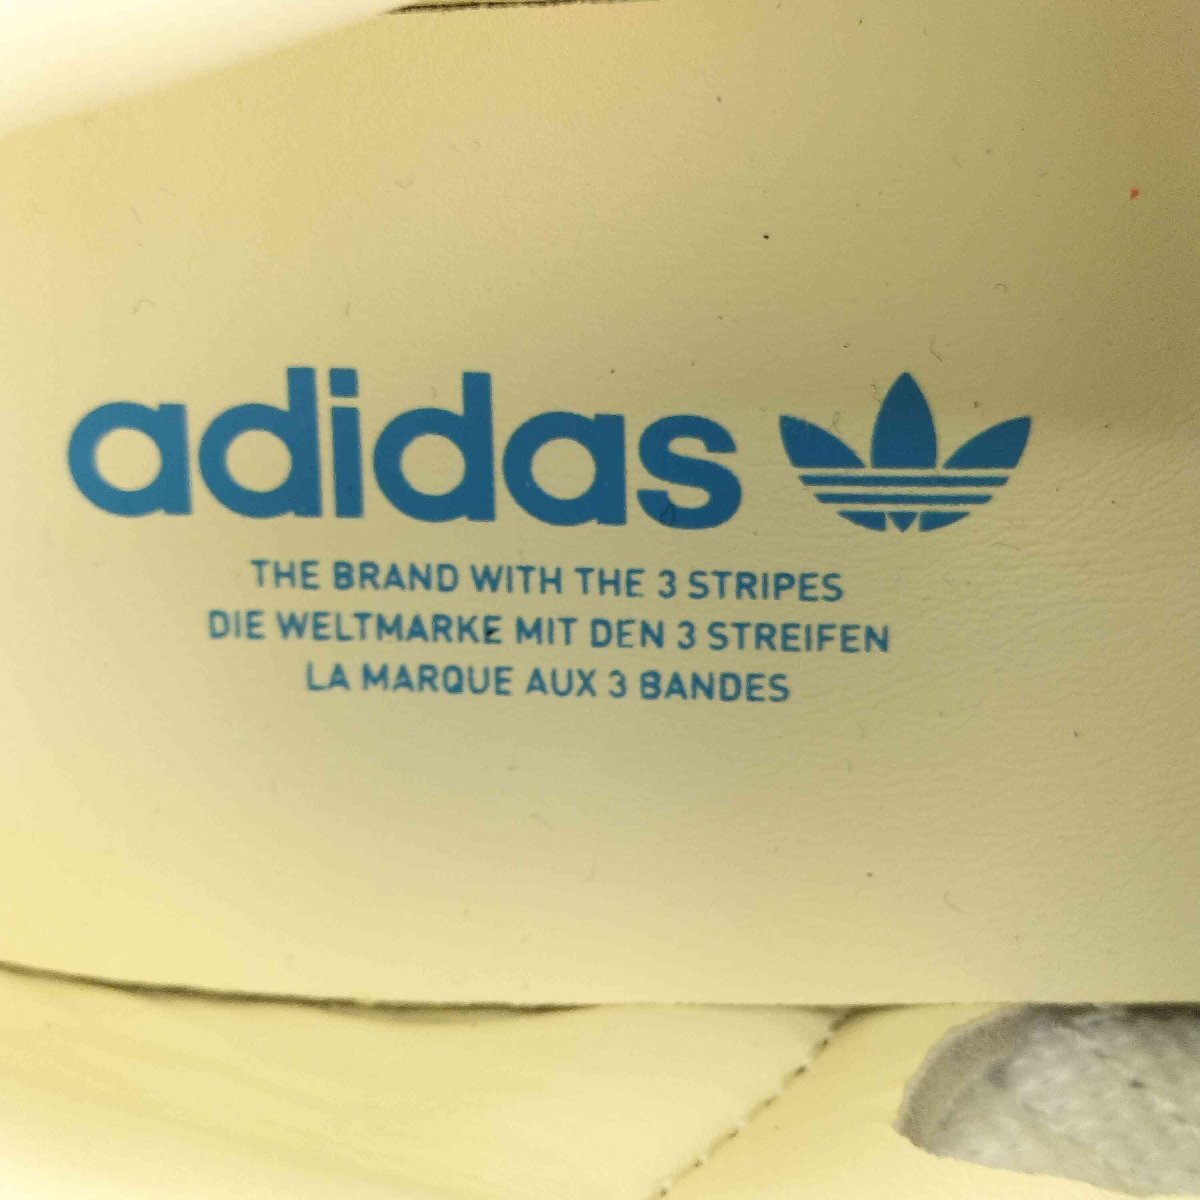 adidas
THE BRAND WITH THE 3 STRIPES
DIE WELTMARKE MIT DEN 3 STREIFEN
LA MARQUE AUX 3 BANDES